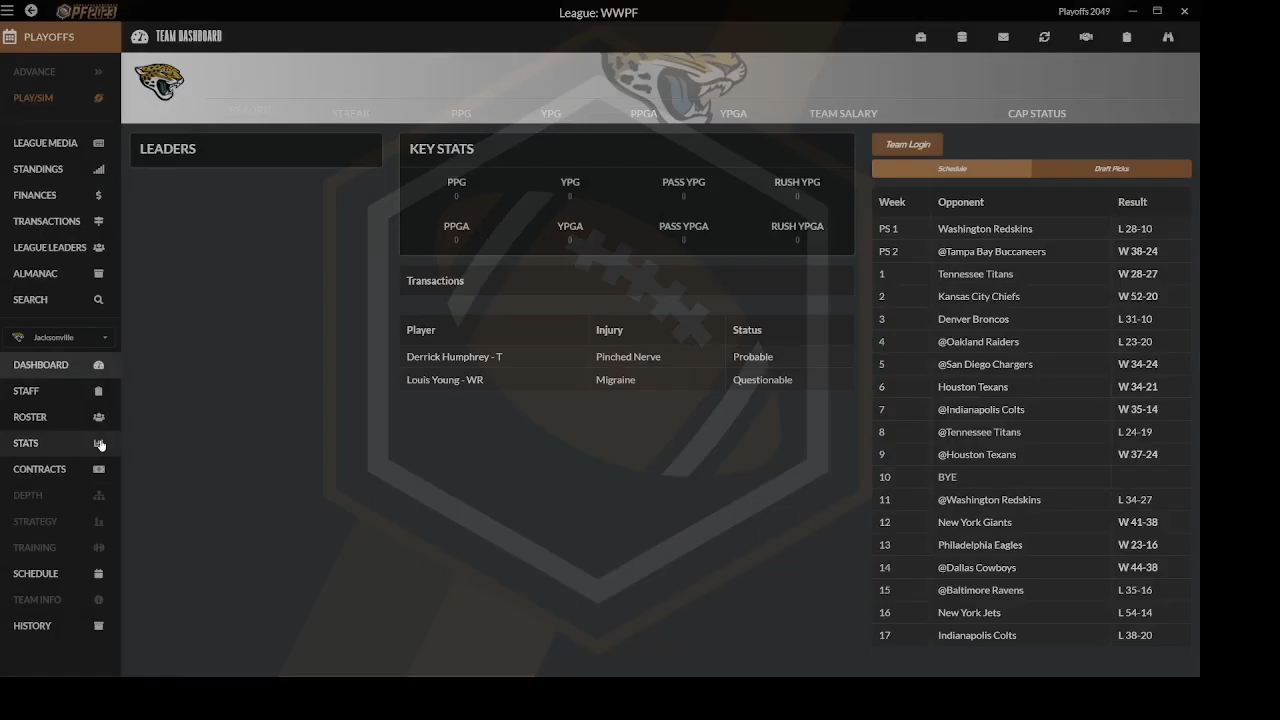 PF2023 League: WWPF Playoffs 2049
PLAYOFFS
TEAM DASHBOARD
ADVANCE
PLAY/SIM
LEAGUE MEDIA
STANDINGS
FINANCES
TRANSACTIONS
LEAGUE LEADERS
ALMANAC
SEARCH
Jacksonville
DASHBOARD
STAFF
ROSTER
STATS
CONTRACTS
DEPTH
STRATEGY
TRAINING
SCHEDULE
TEAM INFO
HISTORY
STREAK PPG YPG PPGA YPGA TEAM SALARY CAP STATUS
LEADERS
KEY STATS
PPG YPG PASS YPG RUSH YPG
0 0 0 0
PPGA YPGA PASS YPGA RUSH YPGA
0 0 0 0
Transactions
Player Injury Status
Derrick Humphrey - T Pinched Nerve Probable
Louis Young - WR Migraine Questionable
Team Login
Schedule Draft Picks
Week Opponent Result
PS 1 Washington Redskins L 28-10
PS 2 @Tampa Bay Buccaneers W 38-24
1 Tennessee Titans W 28-27
2 Kansas City Chiefs W 52-20
3 Denver Broncos L 31-10
4 @Oakland Raiders L 23-20
5 @San Diego Chargers W 34-24
6 Houston Texans W 34-21
7 @Indianapolis Colts W 35-14
8 @Tennessee Titans L 24-19
9 @Houston Texans W 37-24
10 BYE
11 @Washington Redskins L 34-27
12 New York Giants W 41-38
13 Philadelphia Eagles W 23-16
14 @Dallas Cowboys W 44-38
15 @Baltimore Ravens L 35-16
16 New York Jets L 54-14
17 Indianapolis Colts L 38-20